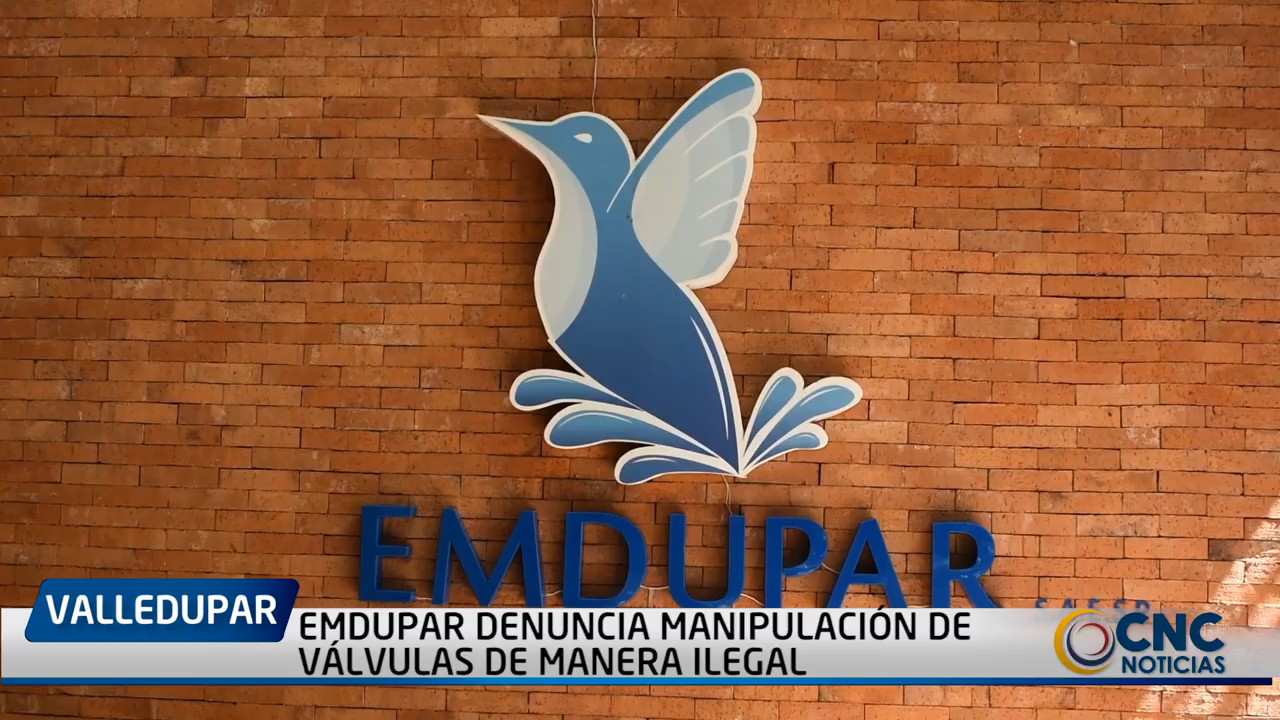 EMDUPAR
S.A.E.S.P.
VALLEDUPAR
EMDUPAR DENUNCIA MANIPULACIÓN DE
VÁLVULAS DE MANERA ILEGAL
CNC
NOTICIAS